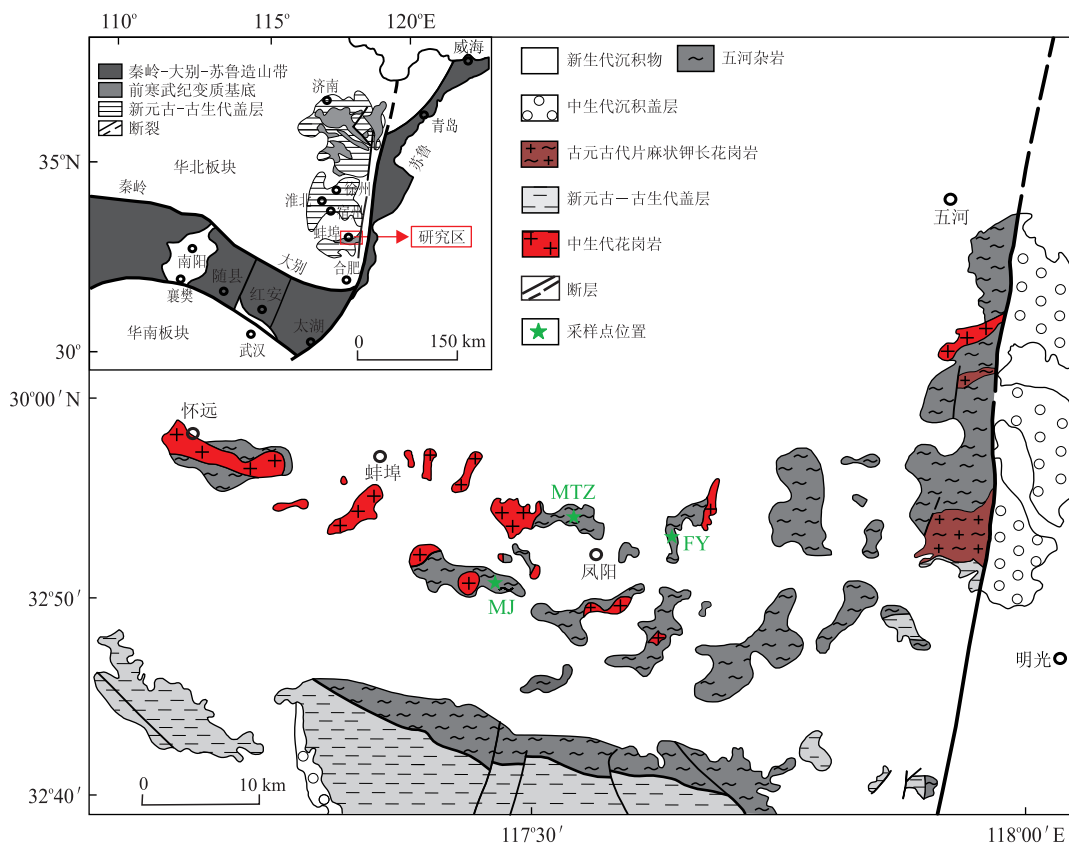 110°
115°
120°
秦岭-大别-苏鲁造山带
前寒武纪变质基底
新元古-古生代盖层
断裂
威海
济南
青岛
苏鲁
35°N
华北板块
秦岭
淮北
徐州
蚌埠
研究区
南阳
大别
合肥
随县
襄樊
红安
华南板块
太湖
武汉
0
150 km
30°
新生代沉积物
五河杂岩
中生代沉积盖层
古元古代片麻状钾长花岗岩
新元古—古生代盖层
中生代花岗岩
断层
采样点位置
五河
30°00′N
怀远
蚌埠
MTZ
FY
凤阳
32°50′
MJ
明光
0
10 km
32°40′
117°30′
118°00′E